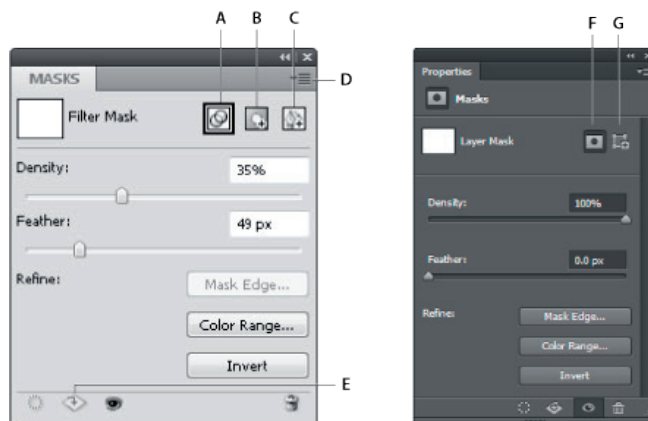 A B C
MASKS
D
Filter Mask
Density: 35%
Feather: 49 px
Refine: Mask Edge...
Color Range...
Invert
E
F G
Properties
Masks
Layer Mask
Density: 100%
Feather: 0.0 px
Refine: Mask Edge...
Color Range...
Invert